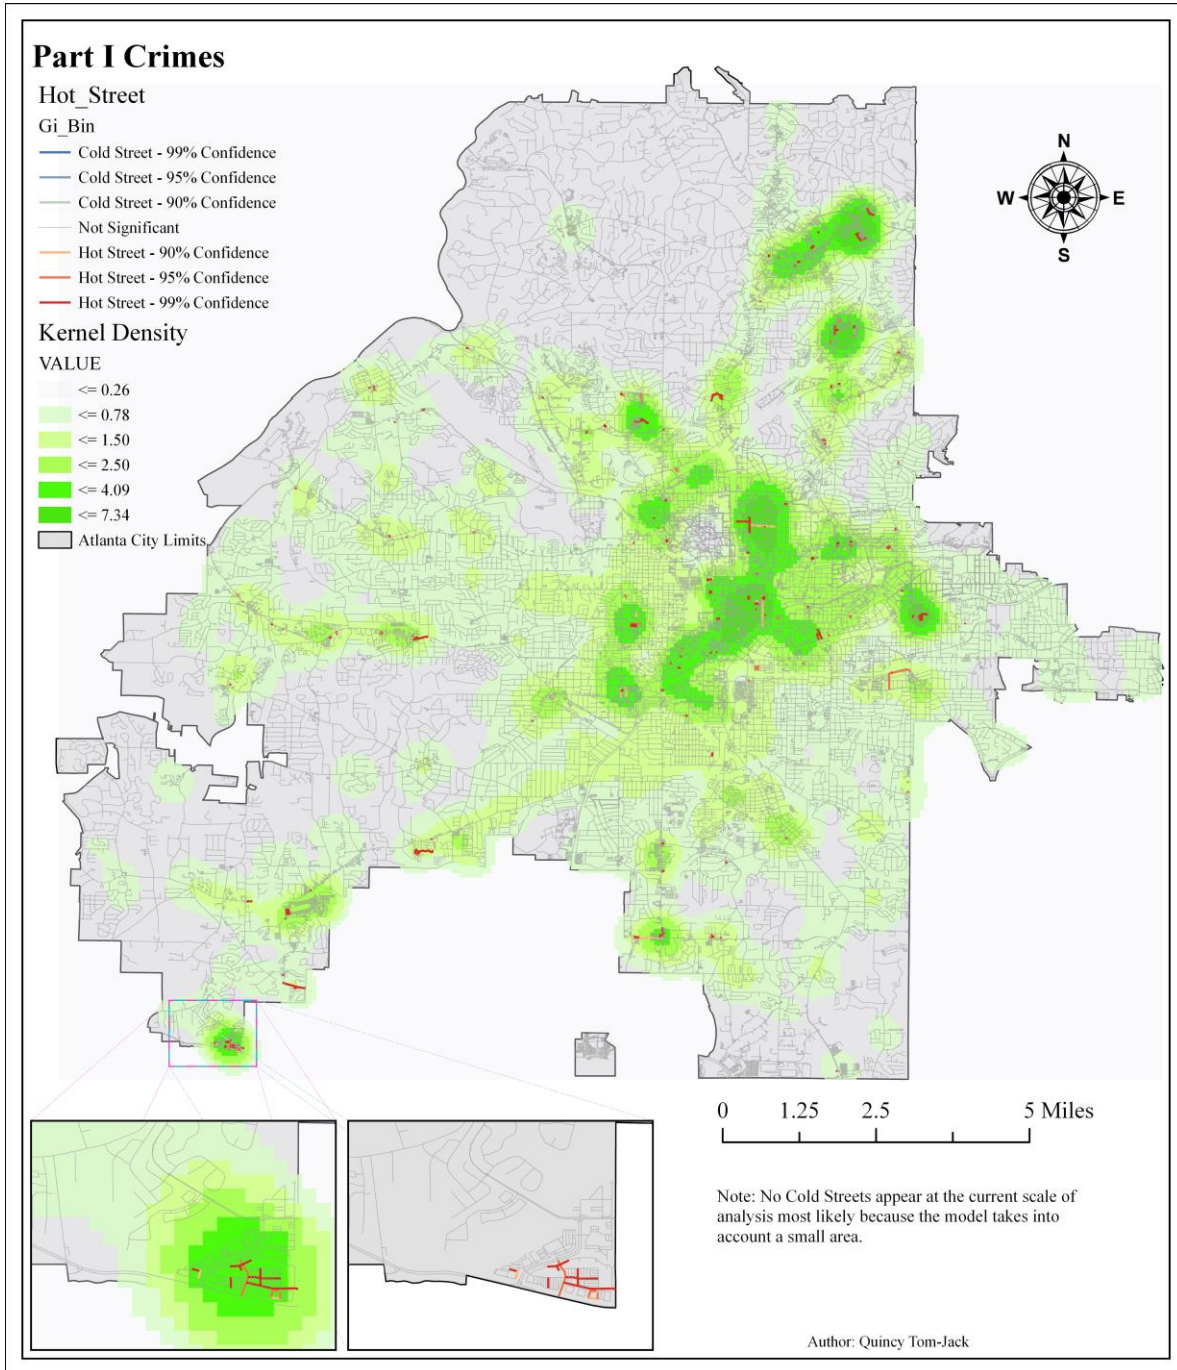 Part I Crimes
Hot_Street
Gi_Bin
Cold Street - 99% Confidence
Cold Street - 95% Confidence
Cold Street - 90% Confidence
Not Significant
Hot Street - 90% Confidence
Hot Street - 95% Confidence
Hot Street - 99% Confidence
Kernel Density
VALUE
<= 0.26
<= 0.78
<= 1.50
<= 2.50
<= 4.09
<= 7.34
Atlanta City Limits
N
W E
S
0 1.25 2.5 5 Miles
Note: No Cold Streets appear at the current scale of
analysis most likely because the model takes into
account a small area.
Author: Quincy Tom-Jack